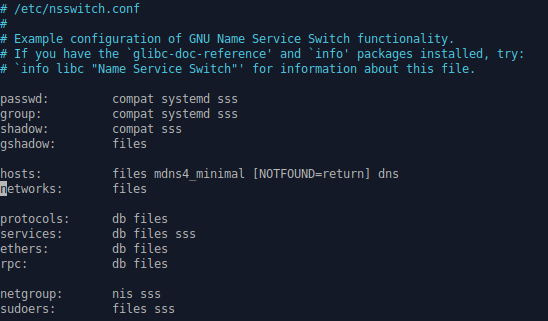 # /etc/nsswitch.conf
#
# Example configuration of GNU Name Service Switch functionality.
# If you have the `glibc-doc-reference' and `info' packages installed, try:
# `info libc "Name Service Switch"' for information about this file.

passwd:         compat systemd sss
group:          compat systemd sss
shadow:         compat sss
gshadow:        files

hosts:          files mdns4_minimal [NOTFOUND=return] dns
networks:       files

protocols:      db files
services:       db files sss
ethers:         db files
rpc:            db files

netgroup:       nis sss
sudoers:        files sss